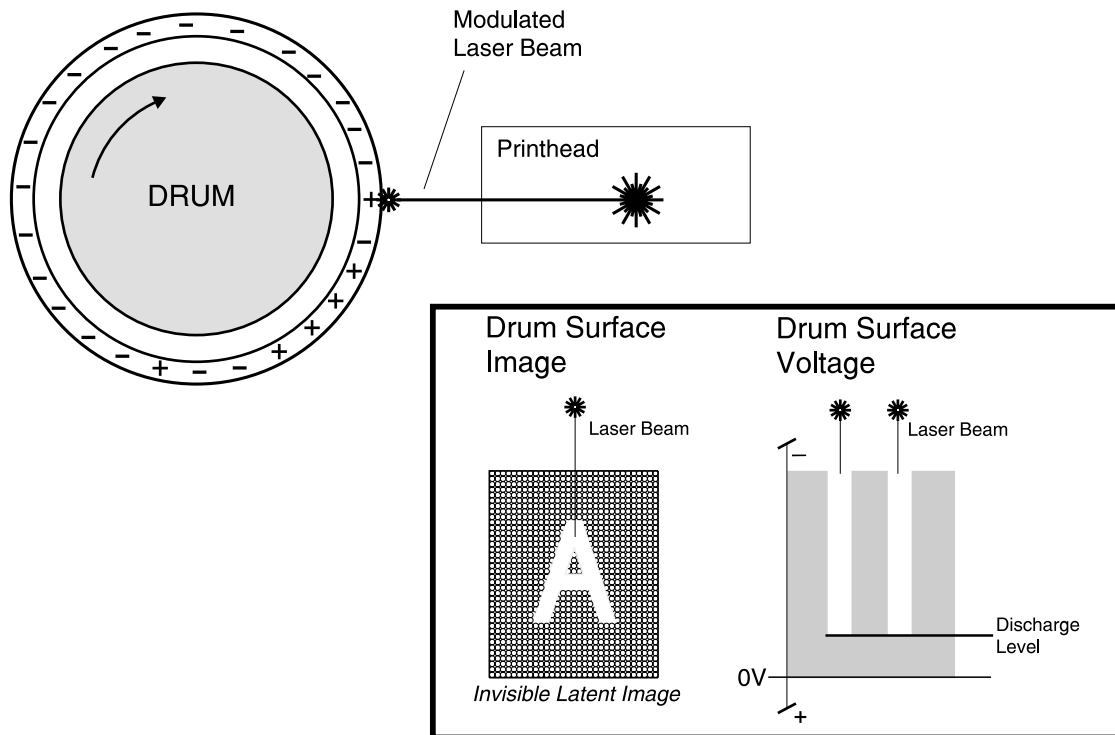 Modulated
Laser Beam
Printhead
DRUM
Drum Surface
Image
Laser Beam
Invisible Latent Image
Drum Surface
Voltage
Laser Beam
−
Discharge
Level
0V
+